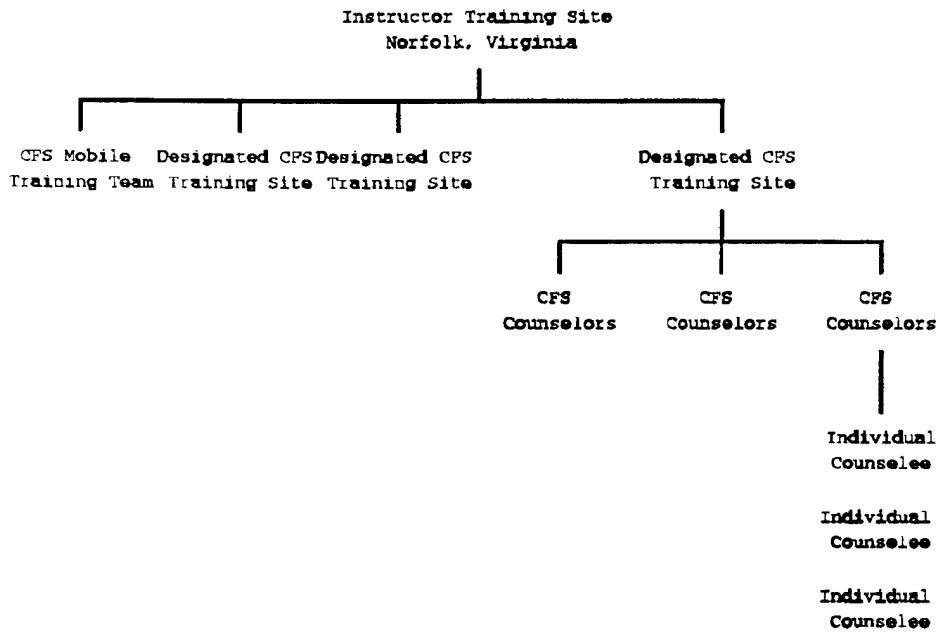 Instructor Training Site
Norfolk, Virginia
CFS Mobile Training Team
Designated CFS Training Site
Designated CFS Training Site
Designated CFS Training Site
CFS Counselors
CFS Counselors
CFS Counselors
Individual Counselee
Individual Counselee
Individual Counselee